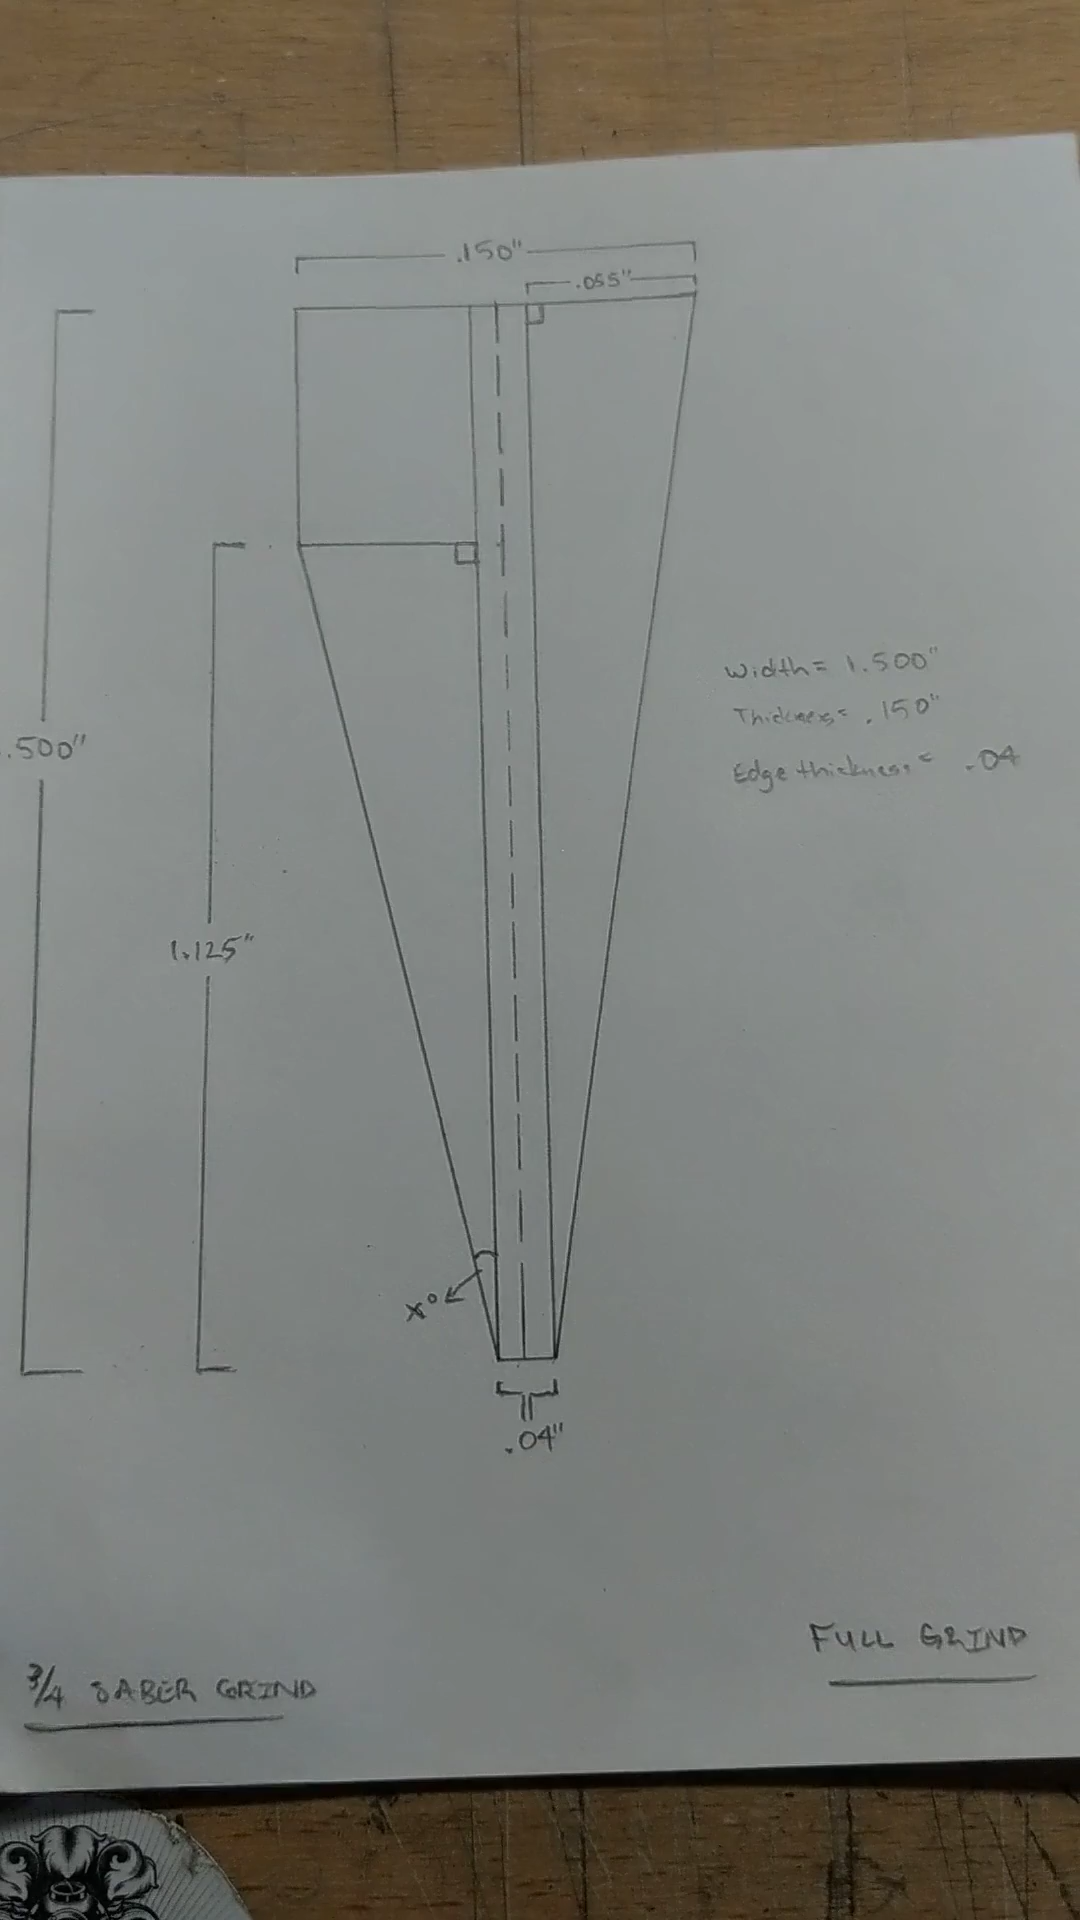 .150"
.055"
.500"
1.125"
Width = 1.500"
Thickness = .150"
Edge thickness = .04
x°
.04"
FULL GRIND
3/4 SABER GRIND